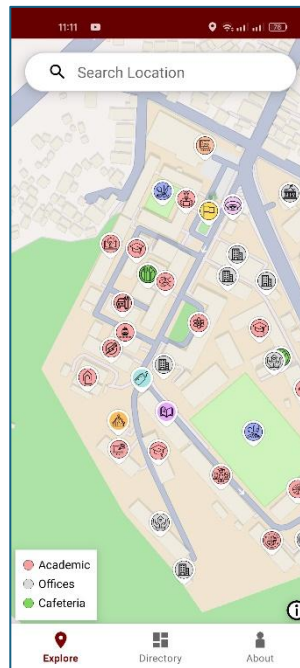 11:11
78
Search Location
Academic
Offices
Cafeteria
Explore
Directory
About